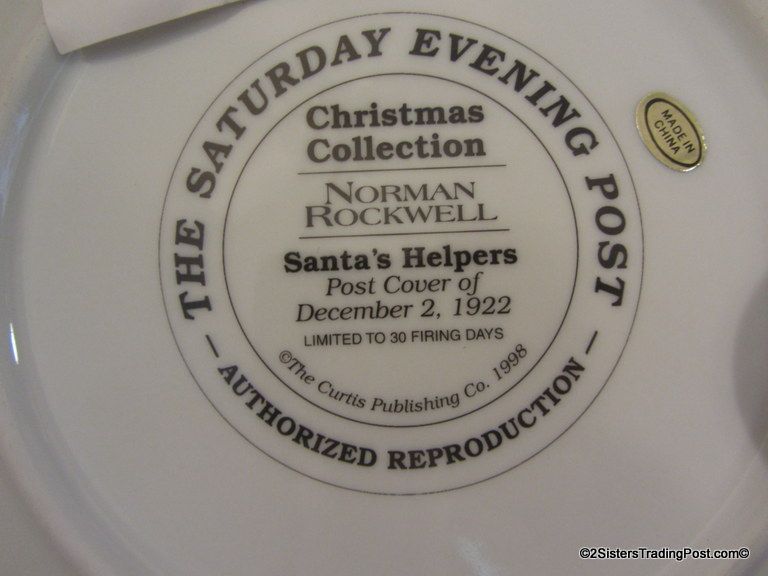 THE SATURDAY EVENING POST
Christmas
Collection
NORMAN
ROCKWELL
Santa's Helpers
Post Cover of
December 2, 1922
LIMITED TO 30 FIRING DAYS
©The Curtis Publishing Co. 1998
— AUTHORIZED REPRODUCTION —
MADE IN
CHINA
©2SistersTradingPost.com©